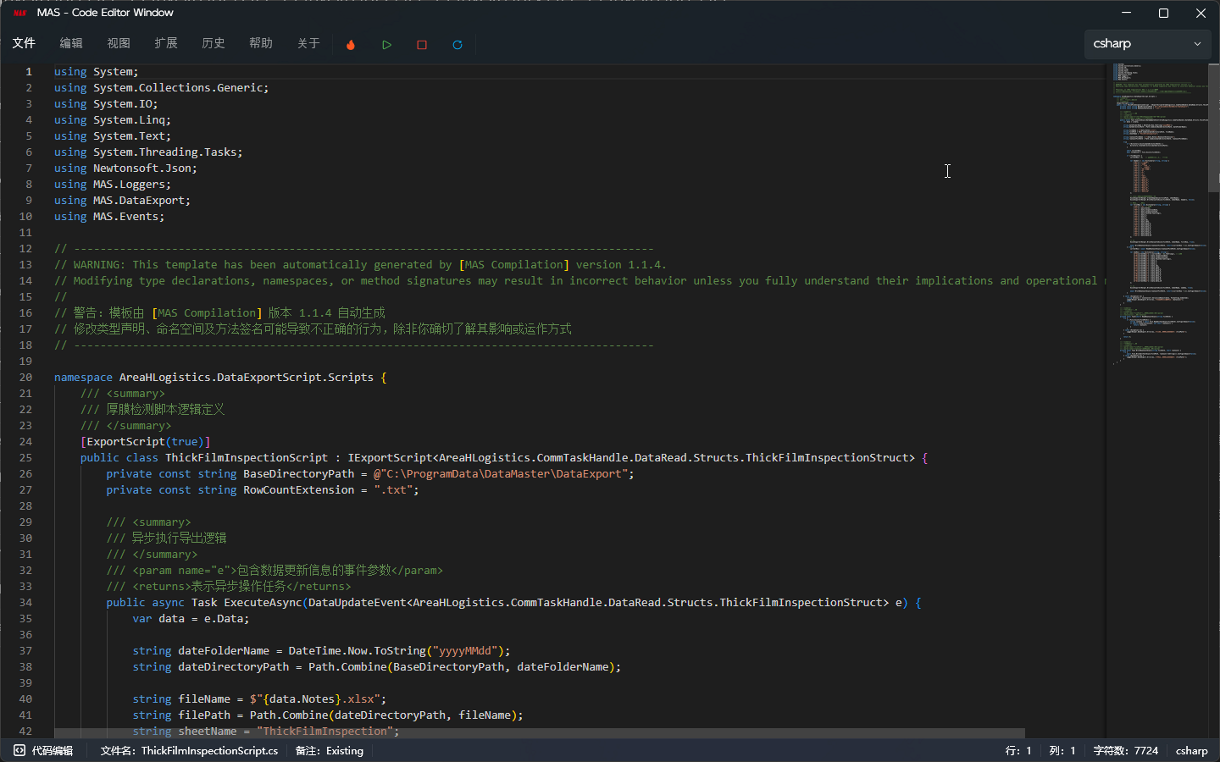 MAS - Code Editor Window
文件 编辑 视图 扩展 历史 帮助 关于 csharp
1 using System;
2 using System.Collections.Generic;
3 using System.IO;
4 using System.Linq;
5 using System.Text;
6 using System.Threading.Tasks;
7 using Newtonsoft.Json;
8 using MAS.Loggers;
9 using MAS.DataExport;
10 using MAS.Events;
11
12 // -----------------------------------------------------------------------------------------
13 // WARNING: This template has been automatically generated by [MAS Compilation] version 1.1.4.
14 // Modifying type declarations, namespaces, or method signatures may result in incorrect behavior unless you fully understand their implications and operational
15 //
16 // 警告：模板由 [MAS Compilation] 版本 1.1.4 自动生成
17 // 修改类型声明、命名空间及方法签名可能导致不正确的行为，除非你确切了解其影响或运作方式
18 // -----------------------------------------------------------------------------------------
19
20 namespace AreaHLogistics.DataExportScript.Scripts {
21 /// <summary>
22 /// 厚膜检测脚本逻辑定义
23 /// </summary>
24 [ExportScript(true)]
25 public class ThickFilmInspectionScript : IExportScript<AreaHLogistics.CommTaskHandle.DataRead.Structs.ThickFilmInspectionStruct> {
26 private const string BaseDirectoryPath = @"C:\ProgramData\DataMaster\DataExport";
27 private const string RowCountExtension = ".txt";
28
29 /// <summary>
30 /// 异步执行导出逻辑
31 /// </summary>
32 /// <param name="e">包含数据更新信息的事件参数</param>
33 /// <returns>表示异步操作任务</returns>
34 public async Task ExecuteAsync(DataUpdateEvent<AreaHLogistics.CommTaskHandle.DataRead.Structs.ThickFilmInspectionStruct> e) {
35 var data = e.Data;
36
37 string dateFolderName = DateTime.Now.ToString("yyyyMMdd");
38 string dateDirectoryPath = Path.Combine(BaseDirectoryPath, dateFolderName);
39
40 string fileName = $"{data.Notes}.xlsx";
41 string filePath = Path.Combine(dateDirectoryPath, fileName);
42 string sheetName = "ThickFilmInspection";
代码编辑 文件名: ThickFilmInspectionScript.cs 备注: Existing 行: 1 列: 1 字符数: 7724 csharp